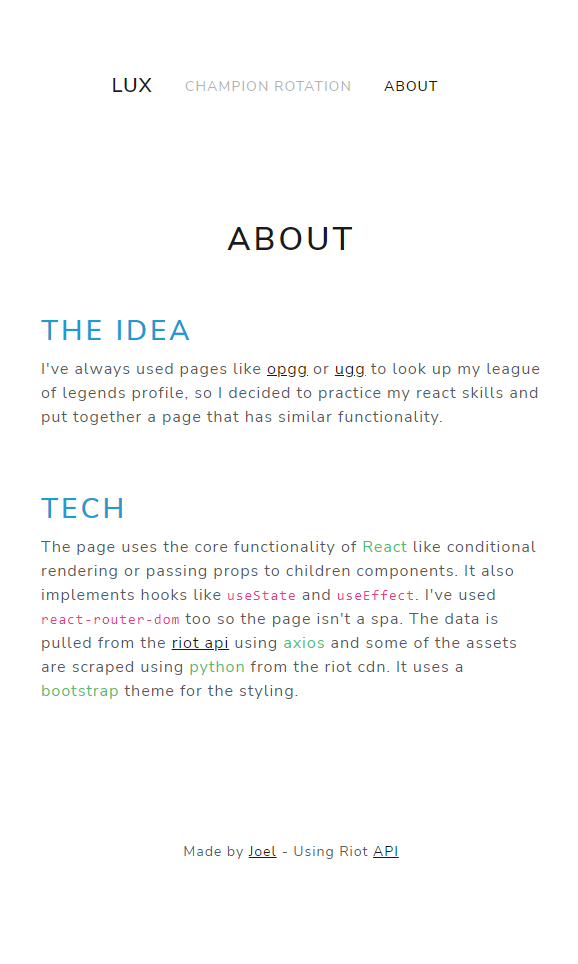 LUX CHAMPION ROTATION ABOUT
ABOUT
THE IDEA
I've always used pages like opgg or ugg to look up my league
of legends profile, so I decided to practice my react skills and
put together a page that has similar functionality.
TECH
The page uses the core functionality of React like conditional
rendering or passing props to children components. It also
implements hooks like useState and useEffect. I've used
react-router-dom too so the page isn't a spa. The data is
pulled from the riot api using axios and some of the assets
are scraped using python from the riot cdn. It uses a
bootstrap theme for the styling.
Made by Joel - Using Riot API